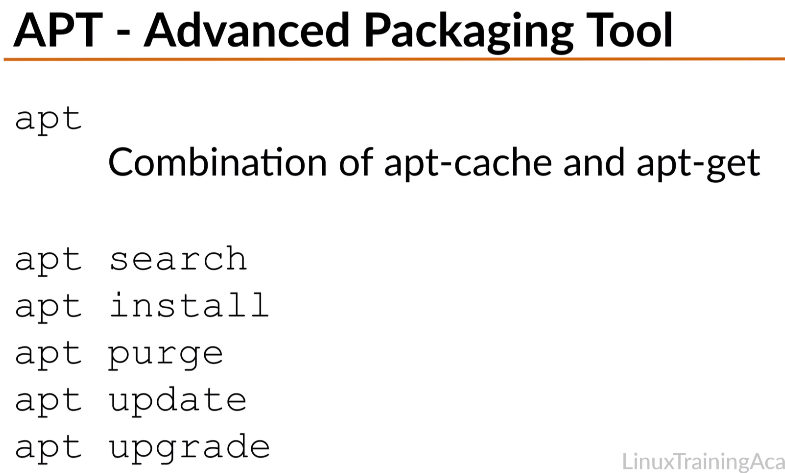 APT - Advanced Packaging Tool
apt
Combination of apt-cache and apt-get
apt search
apt install
apt purge
apt update
apt upgrade
LinuxTrainingAca